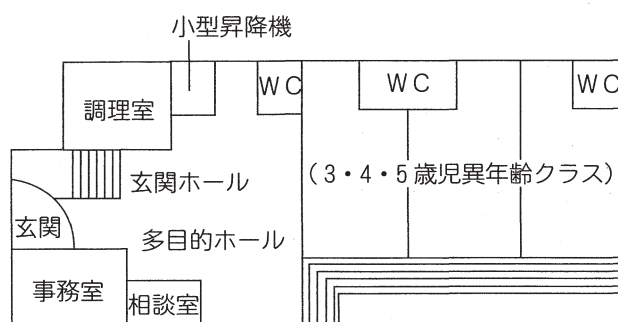 小型昇降機
WC
WC
WC
調理室
玄関ホール
(3・4・5歳児異年齢クラス)
玄関
多目的ホール
事務室
相談室